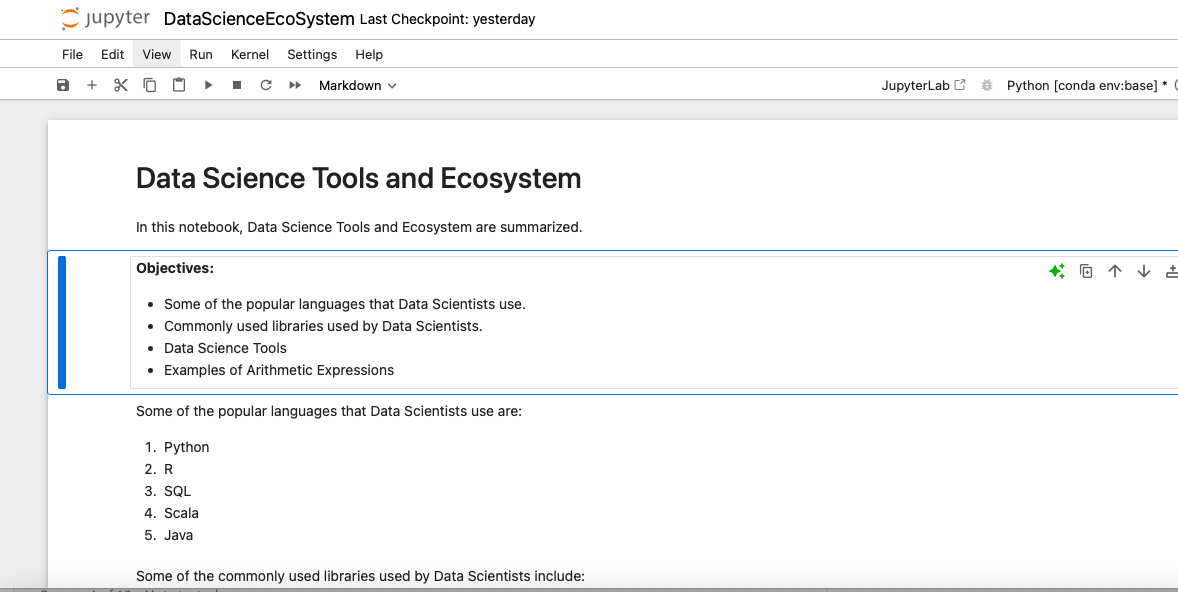 jupyter DataScienceEcoSystem Last Checkpoint: yesterday
File Edit View Run Kernel Settings Help
Markdown JupyterLab Python [conda env:base] *
Data Science Tools and Ecosystem
In this notebook, Data Science Tools and Ecosystem are summarized.
Objectives:
• Some of the popular languages that Data Scientists use.
• Commonly used libraries used by Data Scientists.
• Data Science Tools
• Examples of Arithmetic Expressions
Some of the popular languages that Data Scientists use are:
1. Python
2. R
3. SQL
4. Scala
5. Java
Some of the commonly used libraries used by Data Scientists include: